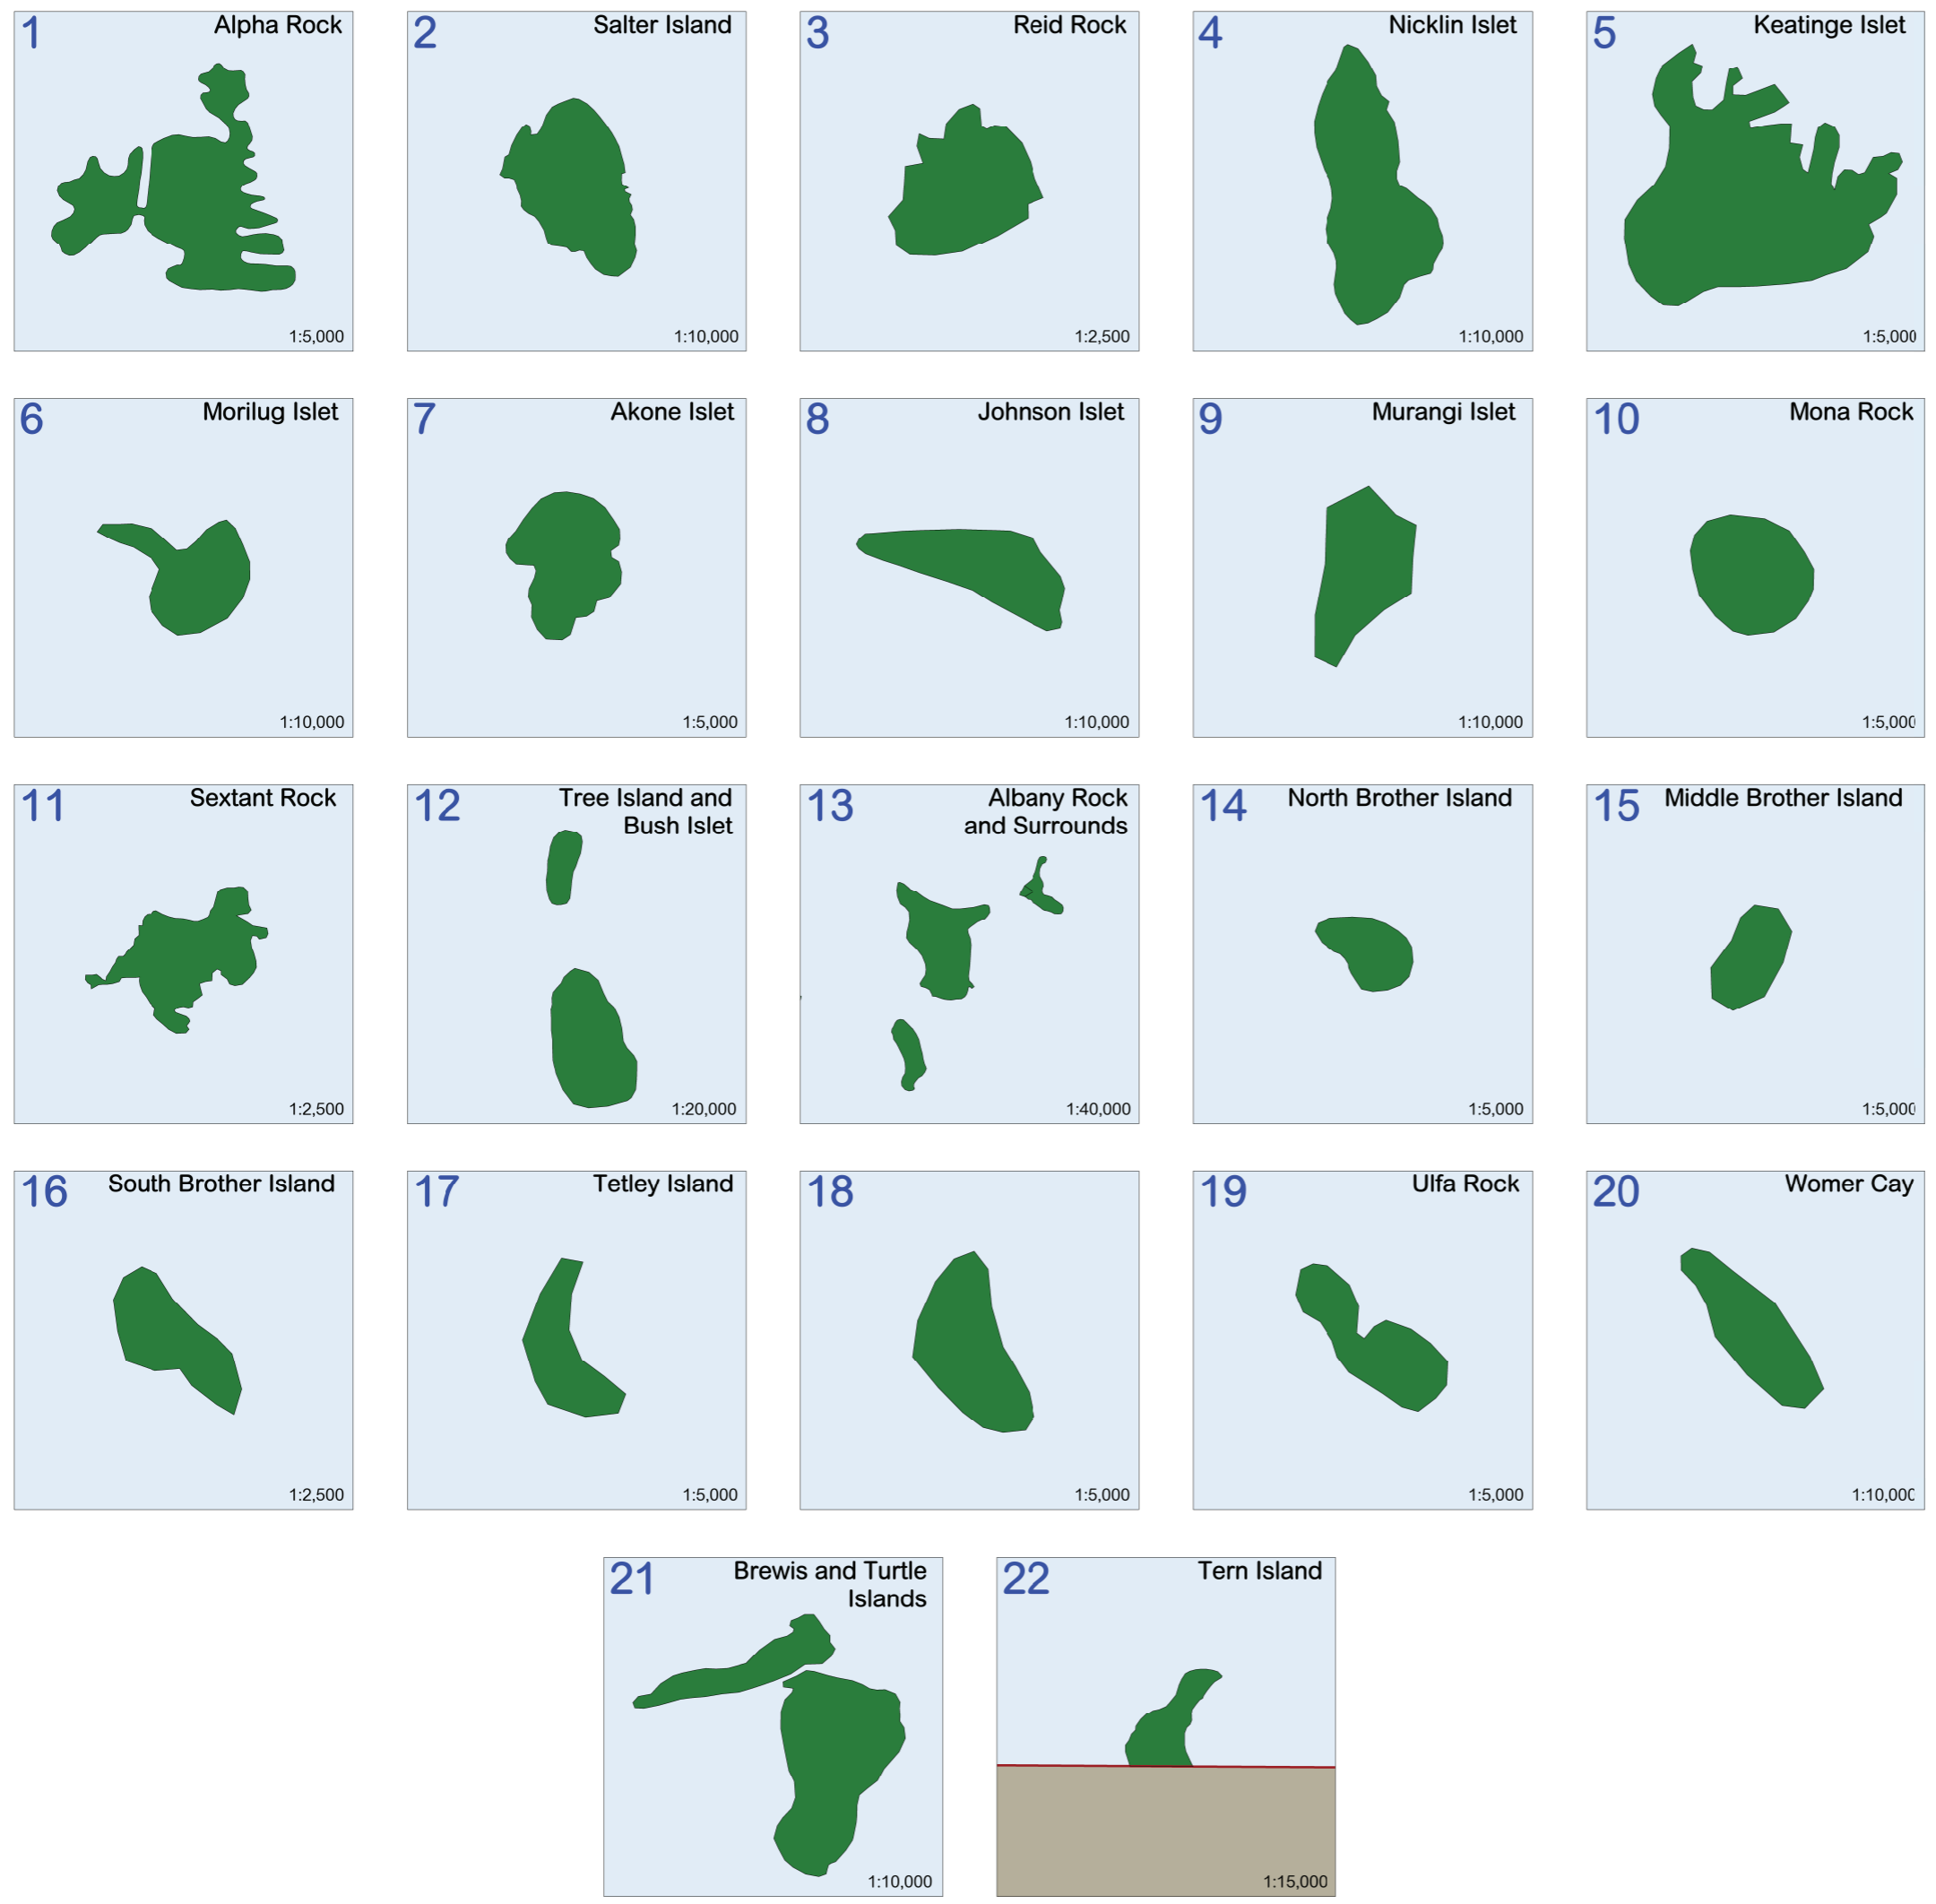 1 Alpha Rock
1:5,000
2 Salter Island
1:10,000
3 Reid Rock
1:2,500
4 Nicklin Islet
1:10,000
5 Keatinge Islet
1:5,000
6 Morilug Islet
1:10,000
7 Akone Islet
1:5,000
8 Johnson Islet
1:10,000
9 Murangi Islet
1:10,000
10 Mona Rock
1:5,000
11 Sextant Rock
1:2,500
12 Tree Island and
Bush Islet
1:20,000
13 Albany Rock
and Surrounds
1:40,000
14 North Brother Island
1:5,000
15 Middle Brother Island
1:5,000
16 South Brother Island
1:2,500
17 Tetley Island
1:5,000
18
1:5,000
19 Ulfa Rock
1:5,000
20 Womer Cay
1:10,000
21 Brewis and Turtle
Islands
1:10,000
22 Tern Island
1:15,000